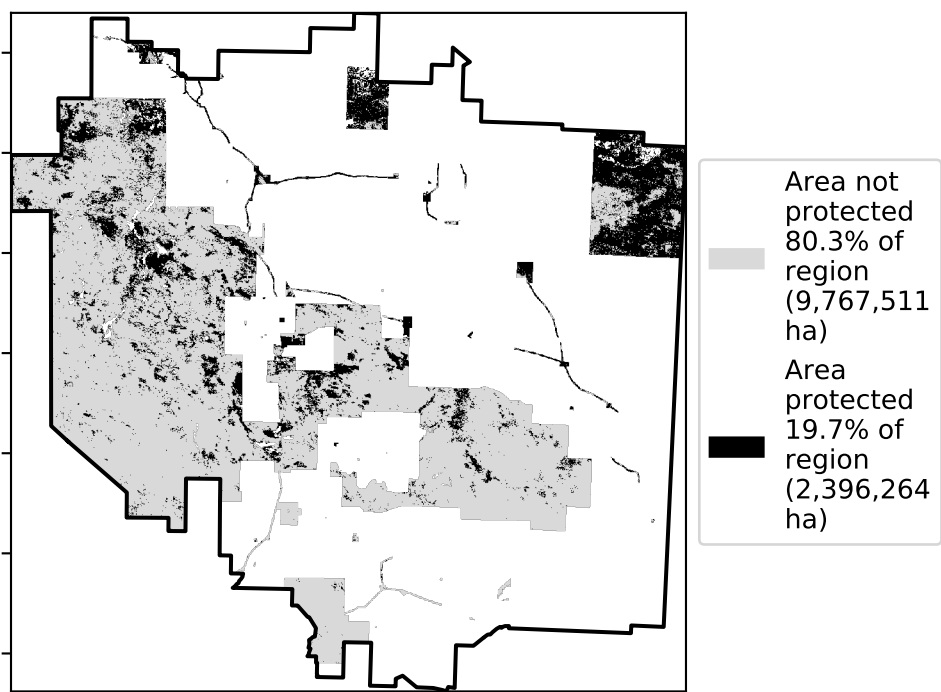 Area not
protected
80.3% of
region
(9,767,511
ha)
Area
protected
19.7% of
region
(2,396,264
ha)